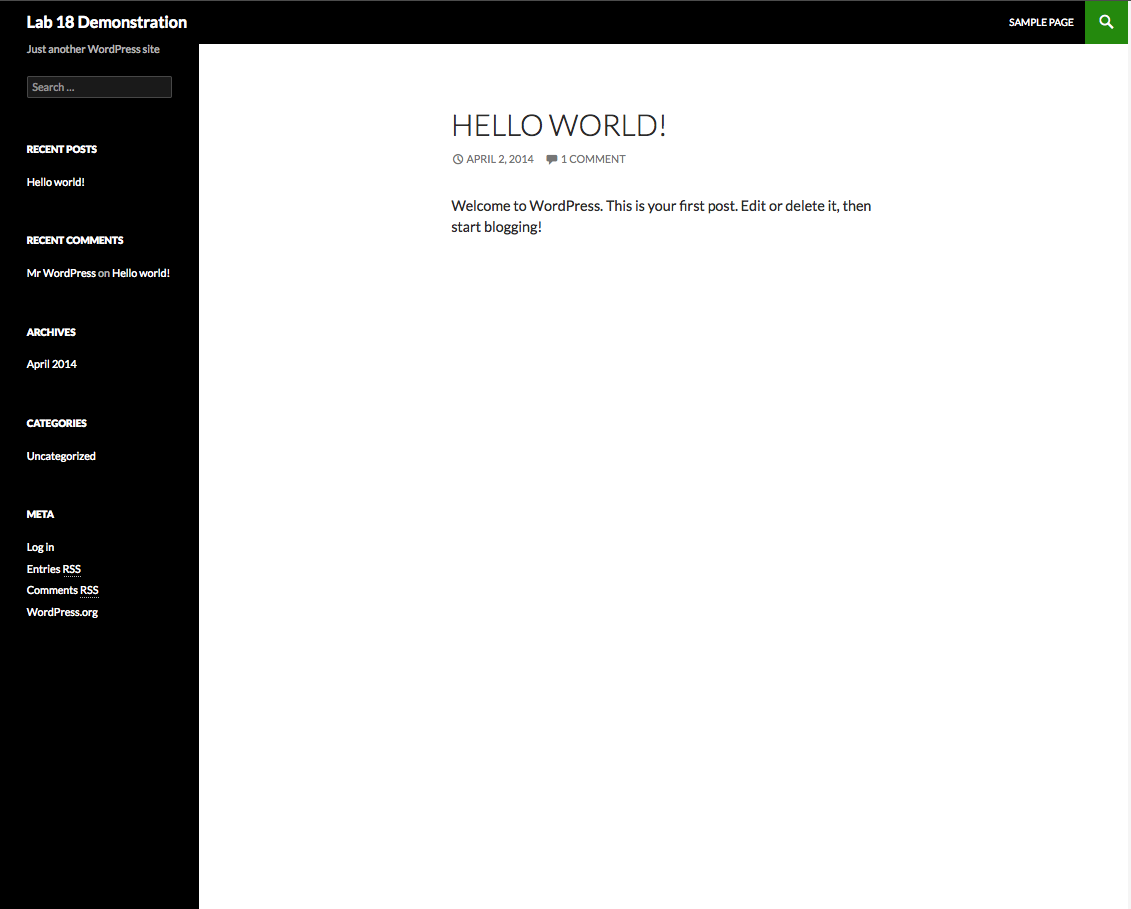 Lab 18 Demonstration
SAMPLE PAGE
Just another WordPress site
Search ...
RECENT POSTS
Hello world!
RECENT COMMENTS
Mr WordPress on Hello world!
ARCHIVES
April 2014
CATEGORIES
Uncategorized
META
Log in
Entries RSS
Comments RSS
WordPress.org
HELLO WORLD!
APRIL 2, 2014 1 COMMENT
Welcome to WordPress. This is your first post. Edit or delete it, then
start blogging!